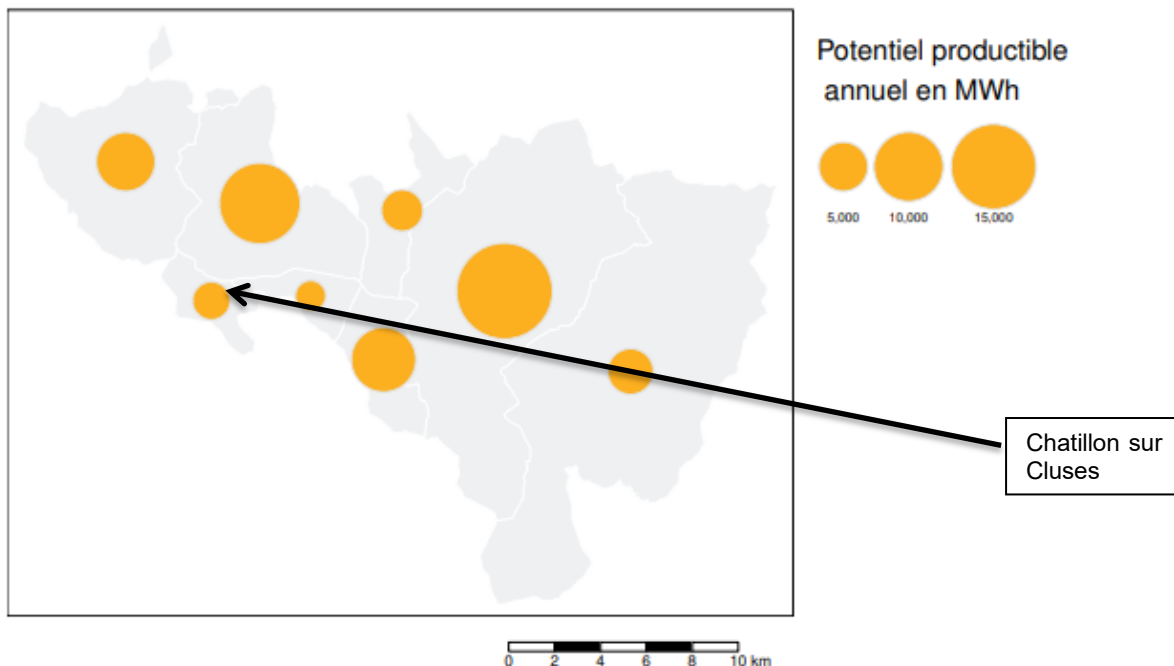 Potentiel productible
annuel en MWh
5,000 10,000 15,000
Chatillon sur
Cluses
0 2 4 6 8 10 km